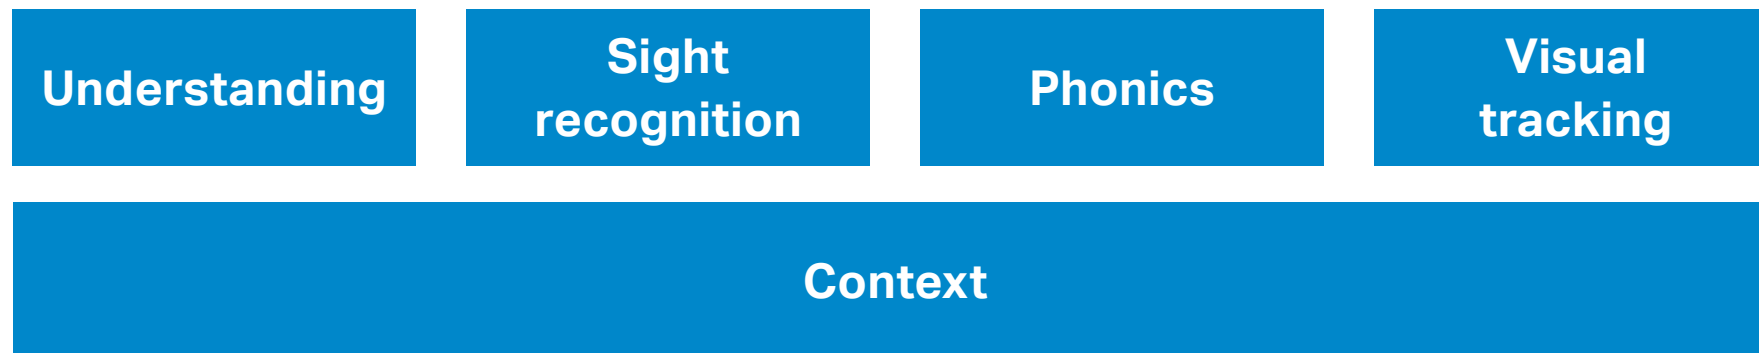 Understanding
Sight
recognition
Phonics
Visual
tracking
Context